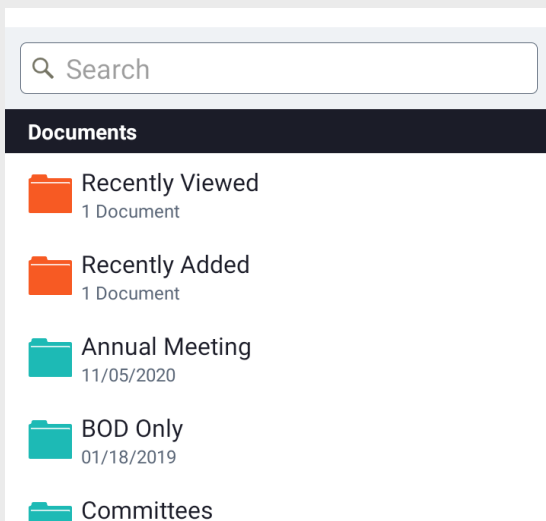 Search
Documents
Recently Viewed
1 Document
Recently Added
1 Document
Annual Meeting
11/05/2020
BOD Only
01/18/2019
Committees